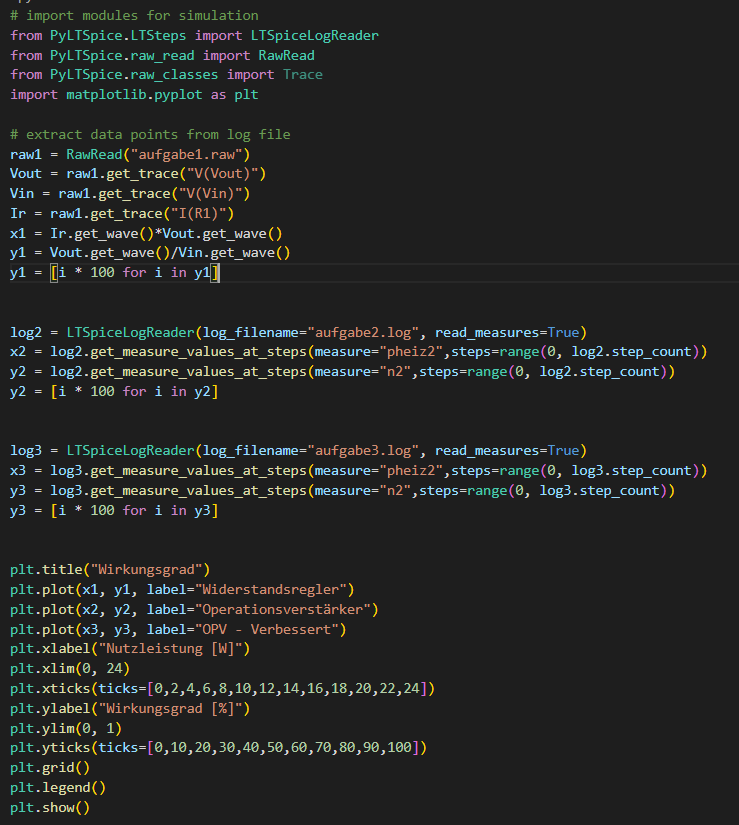 # import modules for simulation
from PyLTSpice.LTSteps import LTSpiceLogReader
from PyLTSpice.raw_read import RawRead
from PyLTSpice.raw_classes import Trace
import matplotlib.pyplot as plt
# extract data points from log file
raw1 = RawRead("aufgabe1.raw")
Vout = raw1.get_trace("V(Vout)")
Vin = raw1.get_trace("V(Vin)")
Ir = raw1.get_trace("I(R1)")
x1 = Ir.get_wave()*Vout.get_wave()
y1 = Vout.get_wave()/Vin.get_wave()
y1 = [i * 100 for i in y1]
log2 = LTSpiceLogReader(log_filename="aufgabe2.log", read_measures=True)
x2 = log2.get_measure_values_at_steps(measure="pheiz2",steps=range(0, log2.step_count))
y2 = log2.get_measure_values_at_steps(measure="n2",steps=range(0, log2.step_count))
y2 = [i * 100 for i in y2]
log3 = LTSpiceLogReader(log_filename="aufgabe3.log", read_measures=True)
x3 = log3.get_measure_values_at_steps(measure="pheiz2",steps=range(0, log3.step_count))
y3 = log3.get_measure_values_at_steps(measure="n2",steps=range(0, log3.step_count))
y3 = [i * 100 for i in y3]
plt.title("Wirkungsgrad")
plt.plot(x1, y1, label="Widerstandsregler")
plt.plot(x2, y2, label="Operationsverstärker")
plt.plot(x3, y3, label="OPV - Verbessert")
plt.xlabel("Nutzleistung [W]")
plt.xlim(0, 24)
plt.xticks(ticks=[0,2,4,6,8,10,12,14,16,18,20,22,24])
plt.ylabel("Wirkungsgrad [%]")
plt.ylim(0, 1)
plt.yticks(ticks=[0,10,20,30,40,50,60,70,80,90,100])
plt.grid()
plt.legend()
plt.show()